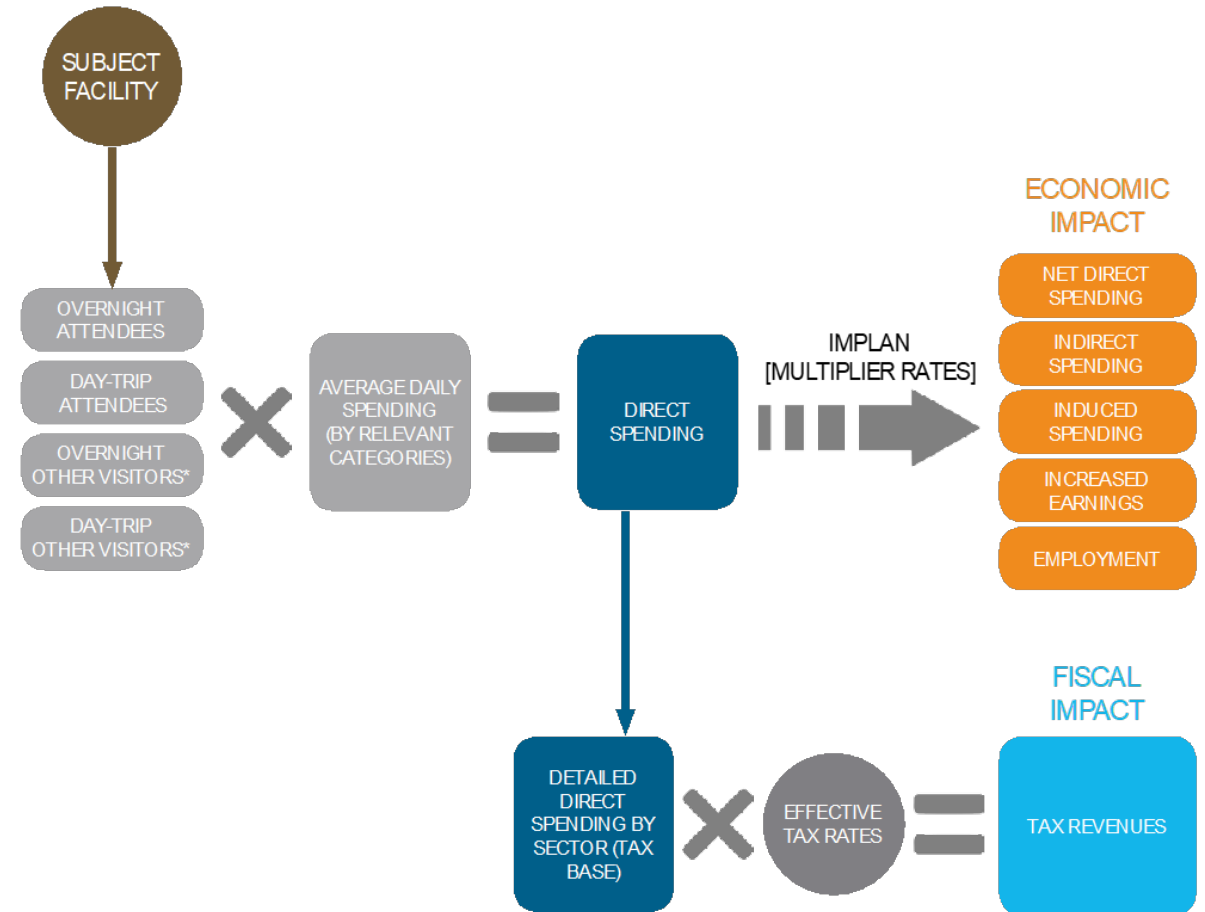 SUBJECT
FACILITY
OVERNIGHT
ATTENDEES
DAY-TRIP
ATTENDEES
OVERNIGHT
OTHER VISITORS*
DAY-TRIP
OTHER VISITORS*
AVERAGE DAILY
SPENDING
(BY RELEVANT
CATEGORIES)
DIRECT
SPENDING
IMPLAN
[MULTIPLIER RATES]
ECONOMIC
IMPACT
NET DIRECT
SPENDING
INDIRECT
SPENDING
INDUCED
SPENDING
INCREASED
EARNINGS
EMPLOYMENT
DETAILED
DIRECT
SPENDING BY
SECTOR (TAX
BASE)
EFFECTIVE
TAX RATES
FISCAL
IMPACT
TAX REVENUES